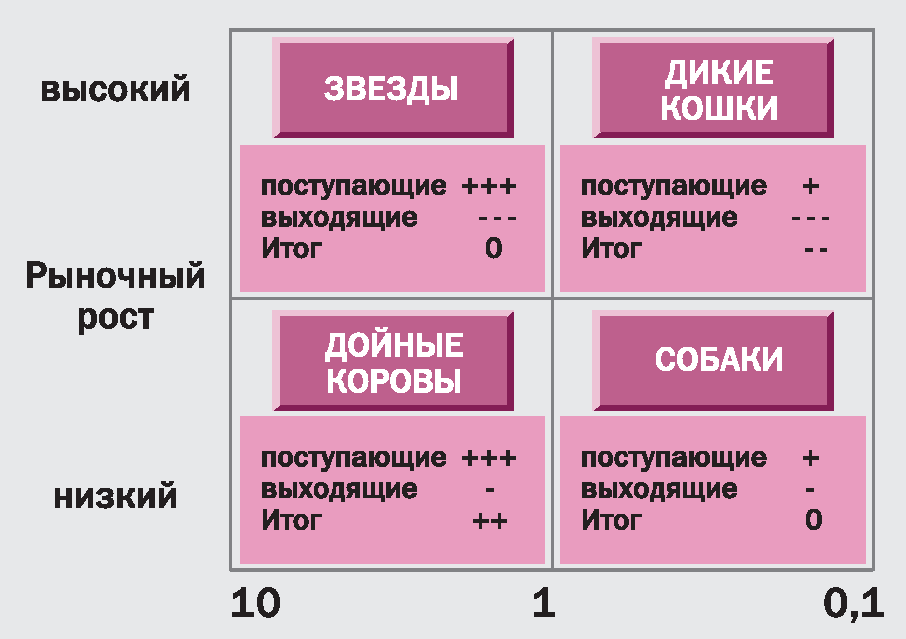 высокий
ЗВЕЗДЫ
поступающие +++
выходящие ---
Итог 0
ДИКИЕ
КОШКИ
поступающие +
выходящие ---
Итог --
Рыночный
рост
ДОЙНЫЕ
КОРОВЫ
поступающие +++
выходящие -
Итог ++
СОБАКИ
поступающие +
выходящие -
Итог 0
низкий
10 1 0,1